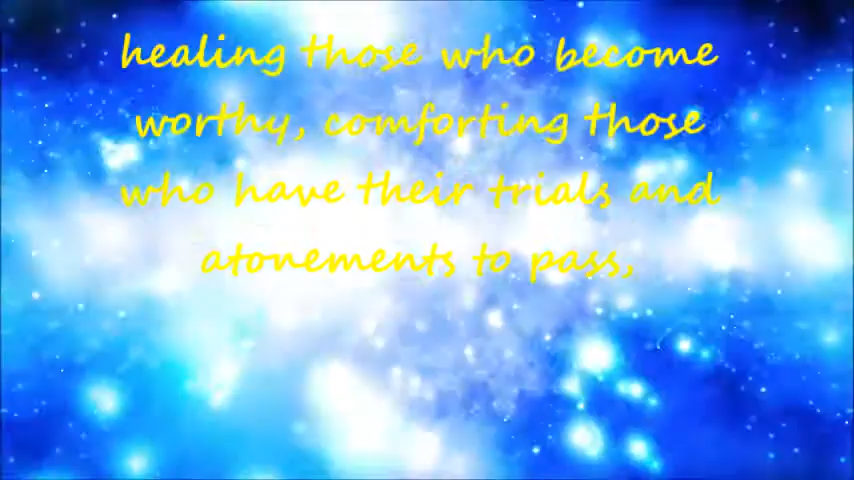 healing those who become
worthy, comforting those
who have their trials and
atonements to pass,